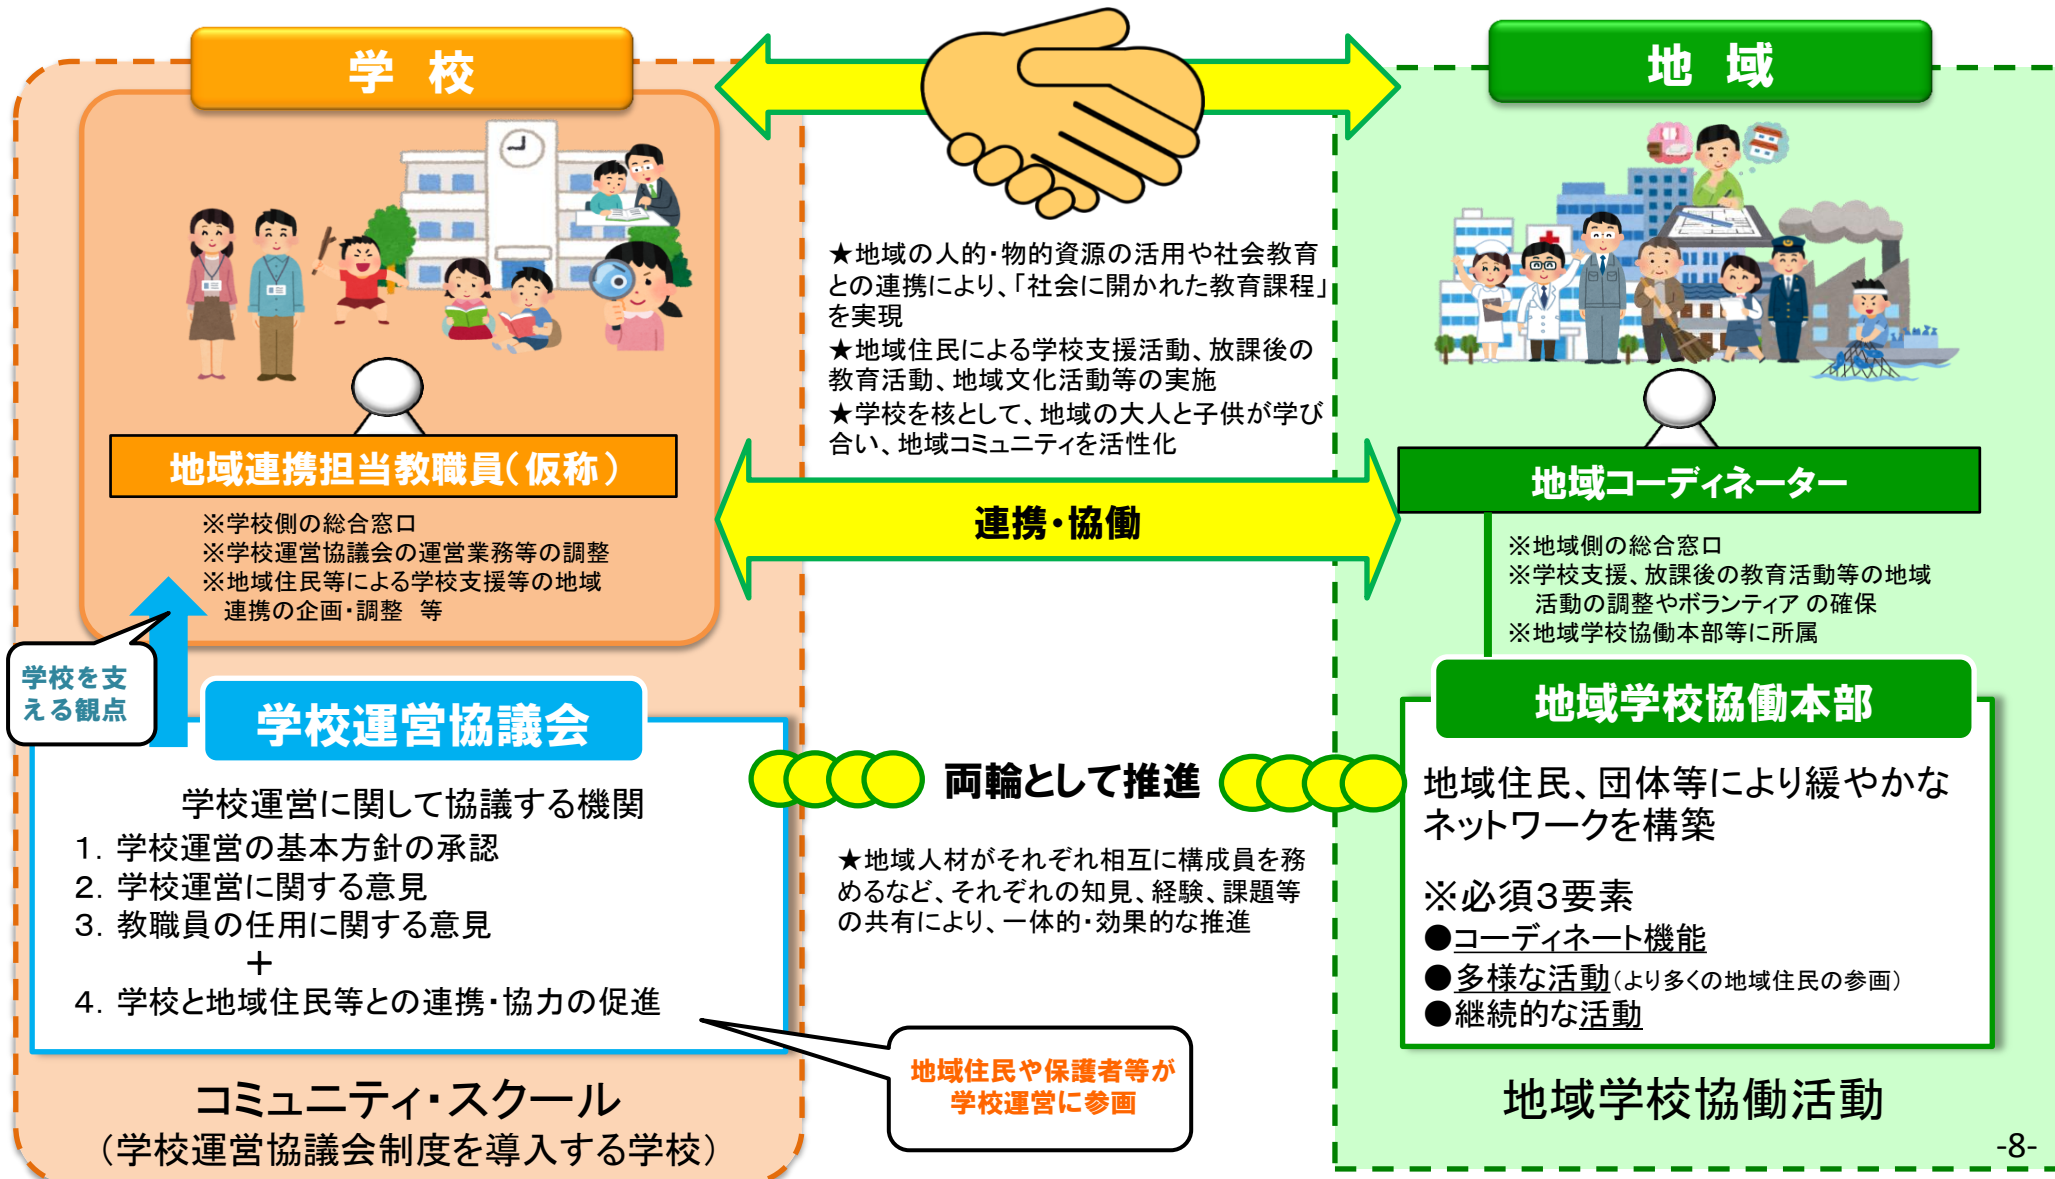 学 校
地域連携担当教職員（仮称）
※学校側の総合窓口
※学校運営協議会の運営業務等の調整
※地域住民等による学校支援等の地域
連携の企画・調整　等
学校を支
える観点
学校運営協議会
学校運営に関して協議する機関
１．学校運営の基本方針の承認
２．学校運営に関する意見
３．教職員の任用に関する意見
＋
４．学校と地域住民等との連携・協力の促進
地域住民や保護者等が
学校運営に参画
コミュニティ・スクール
（学校運営協議会制度を導入する学校）
★地域の人的・物的資源の活用や社会教育
との連携により、「社会に開かれた教育課程」
を実現
★地域住民による学校支援活動、放課後の
教育活動、地域文化活動等の実施
★学校を核として、地域の大人と子供が学び
合い、地域コミュニティを活性化
連携・協働
両輪として推進
★地域人材がそれぞれ相互に構成員を務
めるなど、それぞれの知見、経験、課題等
の共有により、一体的・効果的な推進
地 域
地域コーディネーター
※地域側の総合窓口
※学校支援、放課後の教育活動等の地域
活動の調整やボランティア の確保
※地域学校協働本部等に所属
地域学校協働本部
地域住民、団体等により緩やかな
ネットワークを構築
※必須３要素
●コーディネート機能
●多様な活動（より多くの地域住民の参画）
●継続的な活動
地域学校協働活動
-8-